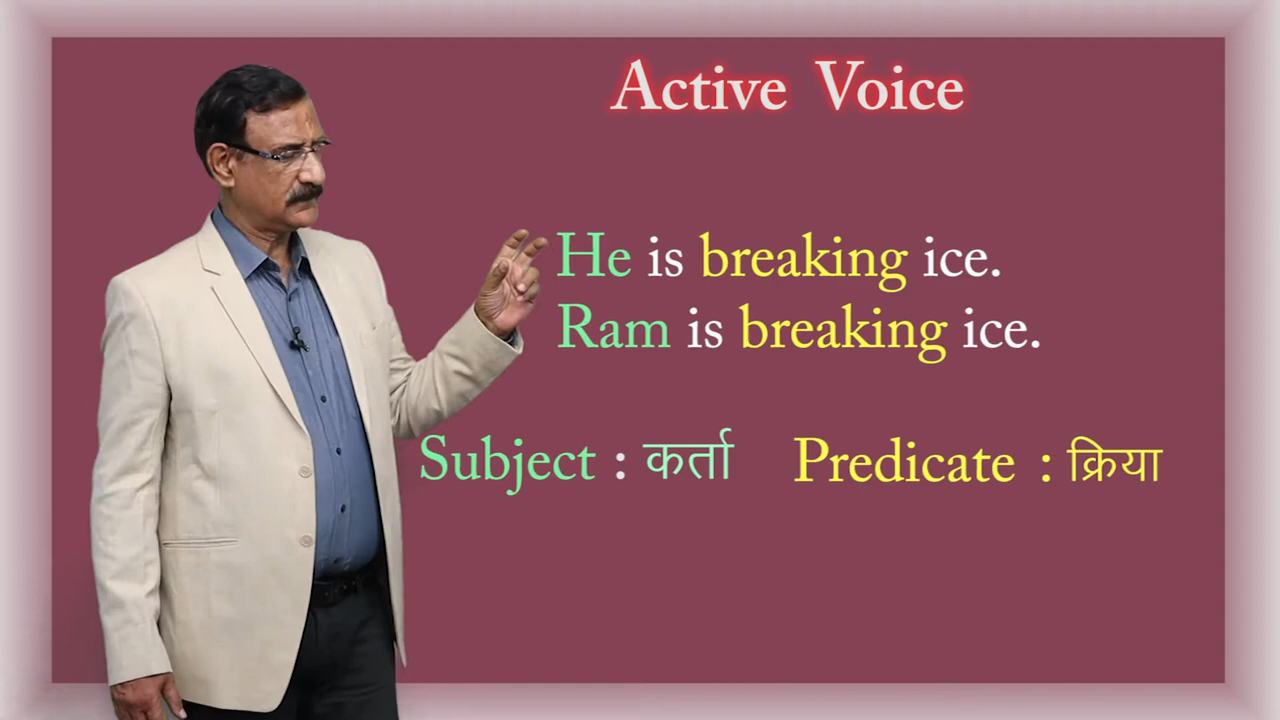 Active Voice
He is breaking ice.
Ram is breaking ice.
Subject : कर्ता Predicate : क्रिया